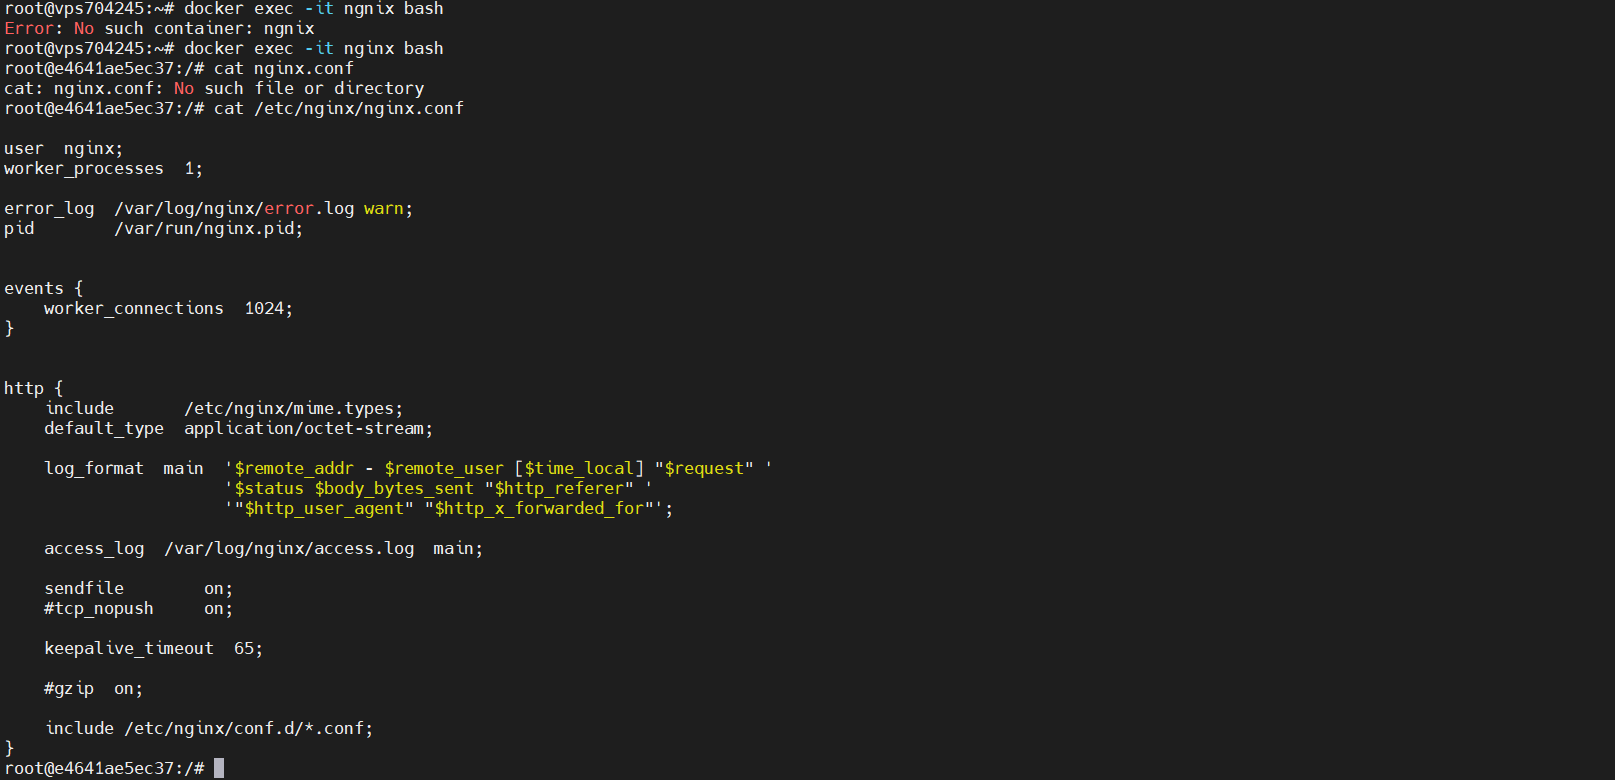 root@vps704245:~# docker exec -it ngnix bash
Error: No such container: ngnix
root@vps704245:~# docker exec -it nginx bash
root@e4641ae5ec37:/# cat nginx.conf
cat: nginx.conf: No such file or directory
root@e4641ae5ec37:/# cat /etc/nginx/nginx.conf

user  nginx;
worker_processes  1;

error_log  /var/log/nginx/error.log warn;
pid        /var/run/nginx.pid;


events {
    worker_connections  1024;
}


http {
    include       /etc/nginx/mime.types;
    default_type  application/octet-stream;

    log_format  main  '$remote_addr - $remote_user [$time_local] "$request" '
                      '$status $body_bytes_sent "$http_referer" '
                      '"$http_user_agent" "$http_x_forwarded_for"';

    access_log  /var/log/nginx/access.log  main;

    sendfile        on;
    #tcp_nopush     on;

    keepalive_timeout  65;

    #gzip  on;

    include /etc/nginx/conf.d/*.conf;
}
root@e4641ae5ec37:/#